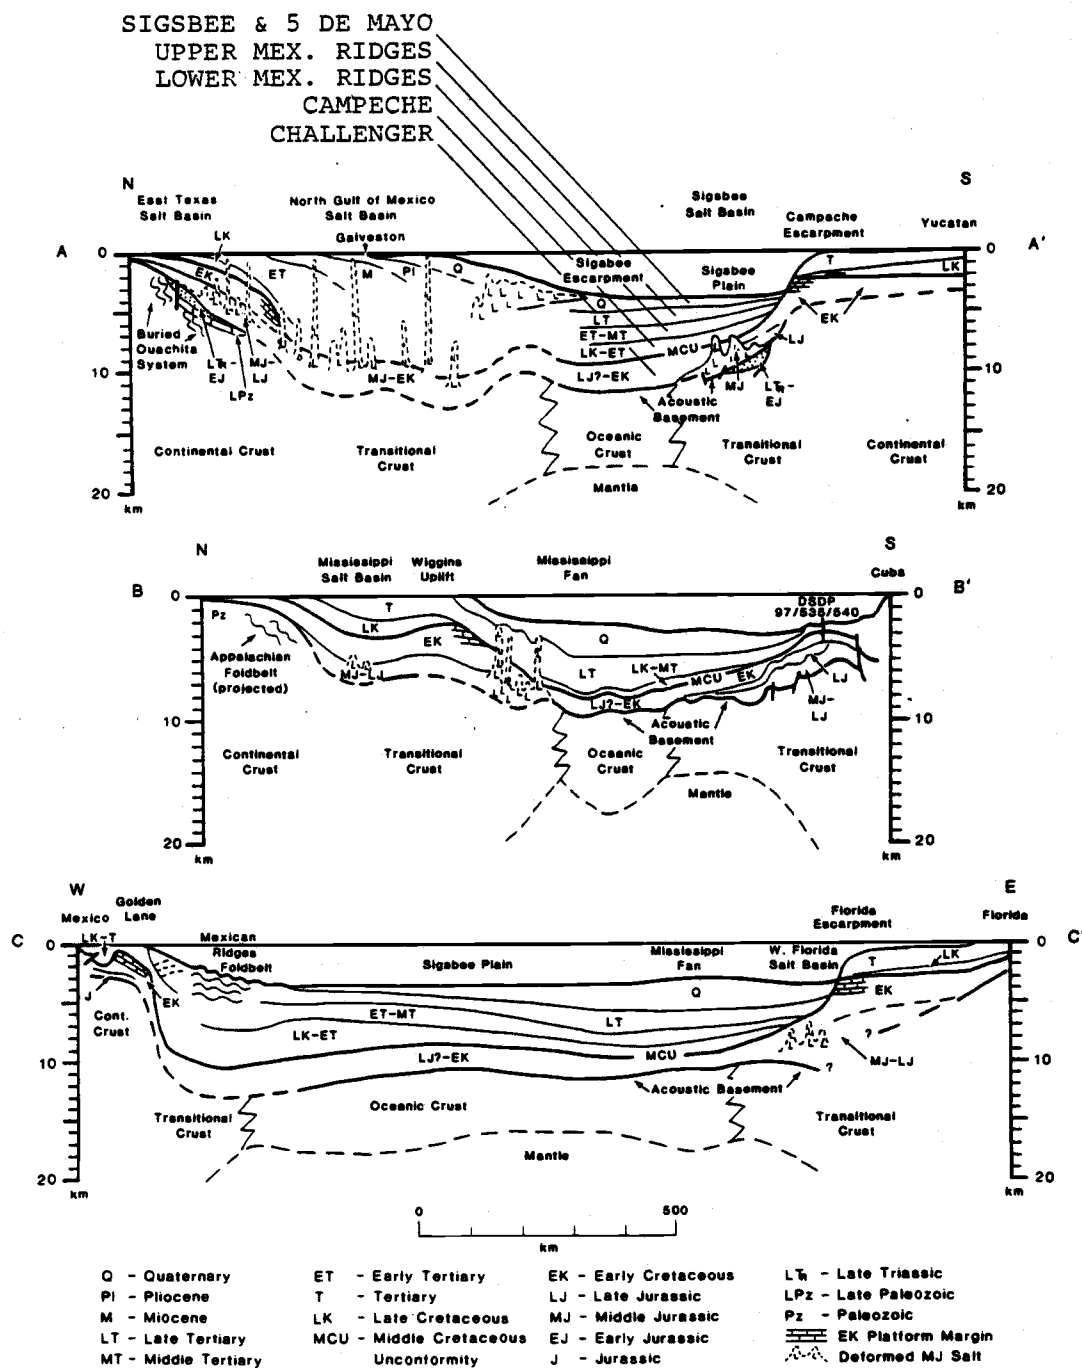 SIGSBEE & 5 DE MAYO
UPPER MEX. RIDGES
LOWER MEX. RIDGES
CAMPECHE
CHALLENGER
N
S
East Texas
Salt Basin
North Gulf of Mexico
Salt Basin
Galveston
Sigsbee
Salt Basin
Campache
Escarpment
Yucatan
A
A'
0
0
LK
EK
ET
M
Pl
Q
Sigsbee
Escarpment
Sigsbee
Plain
T
LK
EK
Q
LT
ET-MT
LK-ET
MCU
LJ?-EK
LJ
MJ
LTR-
EJ
Buried
Ouachita
System
LTR-
EJ
MJ-
LJ
LPz
MJ-EK
10
10
Acoustic
Basement
Continental Crust
Transitional
Crust
Oceanic
Crust
Transitional
Crust
Continental
Crust
Mantle
20
20
km
km
N
S
Mississippi
Salt Basin
Wiggins
Uplift
Mississippi
Fan
Cuba
B
B'
0
0
DSDP
97/535/540
Pz
T
LK
EK
Q
Appalachian
Foldbelt
(projected)
MJ-LJ
LT
LK-MT
MCU
EK
LJ
MJ-
LJ
LJ?-EK
10
10
Acoustic
Basement
Continental
Crust
Transitional
Crust
Oceanic
Crust
Transitional
Crust
Mantle
20
20
km
W
E
Mexico
Golden
Lane
Florida
Escarpment
Florida
C
C'
0
0
LK-T
Mexican
Ridges
Foldbelt
Sigsbee Plain
Mississippi
Fan
W. Florida
Salt Basin
T
LK
J
EK
Q
EK
Cont.
Crust
ET-MT
LT
LK-ET
?
LJ?-EK
MCU
MJ-LJ
10
10
Acoustic Basement
?
Transitional
Crust
Oceanic Crust
Transitional
Crust
Mantle
20
20
km
km
0
500
km
Q - Quaternary
Pl - Pliocene
M - Miocene
LT - Late Tertiary
MT - Middle Tertiary
ET - Early Tertiary
T - Tertiary
LK - Late Cretaceous
MCU - Middle Cretaceous
Unconformity
EK - Early Cretaceous
LJ - Late Jurassic
MJ - Middle Jurassic
EJ - Early Jurassic
J - Jurassic
LTR - Late Triassic
LPz - Late Paleozoic
Pz - Paleozoic
EK Platform Margin
Deformed MJ Salt